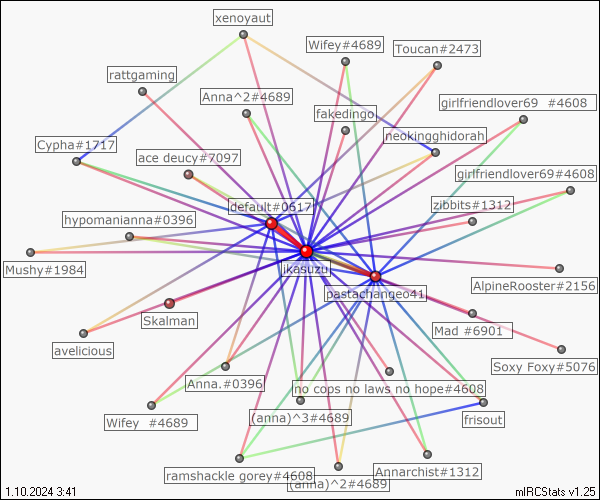 xenoyaut
Wifey#4689
Toucan#2473
rattgaming
Anna^2#4689
girlfriendlover69 #4608
fakedingo
neokingghidorah
Cypha#1717
ace deucy#7097
girlfriendlover69#4608
default#0617
zibbits#1312
hypomanianna#0396
Mushy#1984
jkasuzu
AlpineRooster#2156
pastachangeo41
Skalman
Mad #6901
avelicious
Soxy Foxy#5076
Anna.#0396
no cops no laws no hope#4608
Wifey #4689
(anna)^3#4689
frisout
ramshackle gorey#4608
Annarchist#1312
(anna)^2#4689
1.10.2024 3:41
mIRCStats v1.25